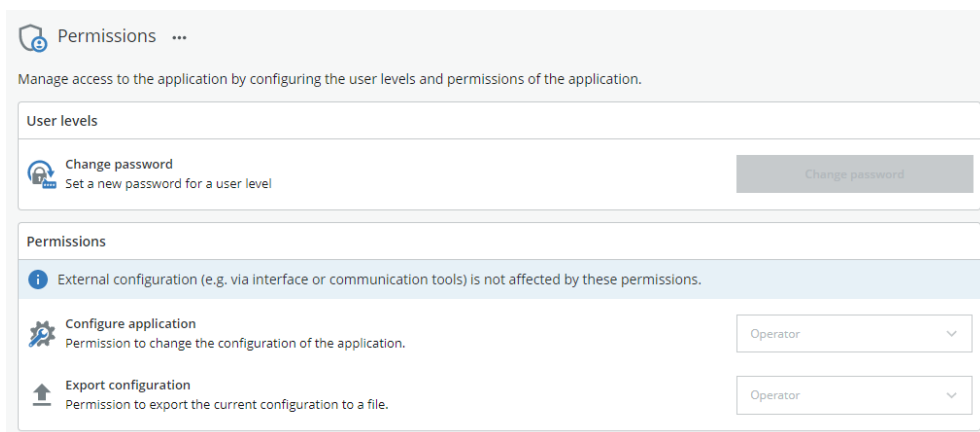 Permissions ...
Manage access to the application by configuring the user levels and permissions of the application.
User levels
Change password
Set a new password for a user level
Change password
Permissions
External configuration (e.g. via interface or communication tools) is not affected by these permissions.
Configure application
Permission to change the configuration of the application.
Operator
Export configuration
Permission to export the current configuration to a file.
Operator